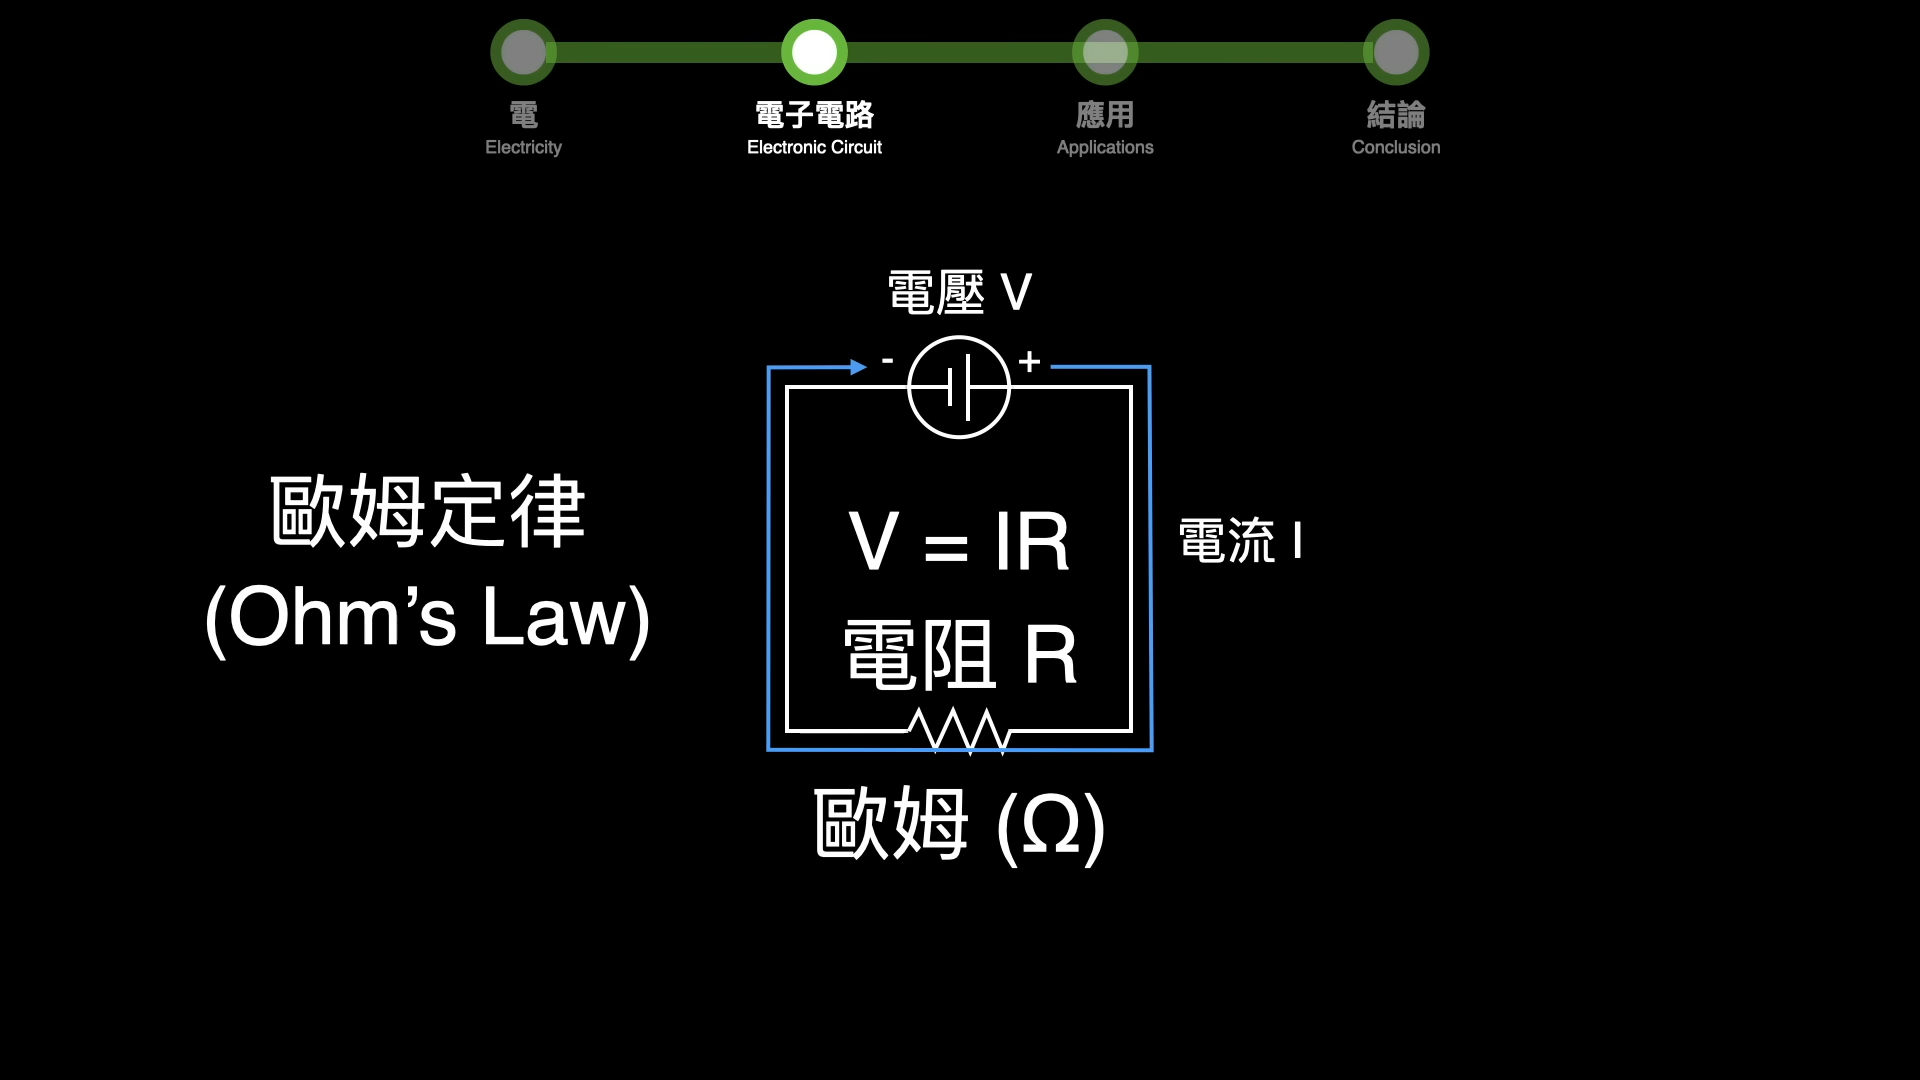 電
Electricity
電子電路
Electronic Circuit
應用
Applications
結論
Conclusion
電壓 V
- +
歐姆定律
(Ohm’s Law)
V = IR
電流 I
電阻 R
歐姆 (Ω)